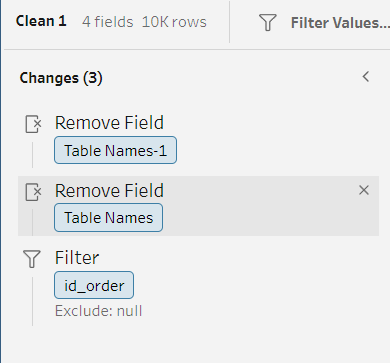 Clean 1 4 fields 10K rows Filter Values...
Changes (3)
Remove Field
Table Names-1
Remove Field
Table Names
Filter
id_order
Exclude: null